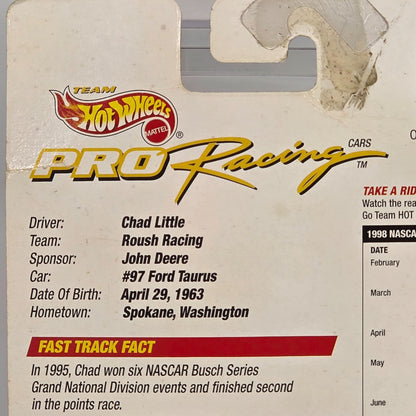 TEAM
Hot Wheels
MATTEL
®
PRO Racing
CARS
™
Driver: Chad Little
Team: Roush Racing
Sponsor: John Deere
Car: #97 Ford Taurus
Date Of Birth: April 29, 1963
Hometown: Spokane, Washington
FAST TRACK FACT
In 1995, Chad won six NASCAR Busch Series
Grand National Division events and finished second
in the points race.
TAKE A RID
Watch the rea
Go Team HOT
1998 NASCA
DATE
February
March
April
May
June